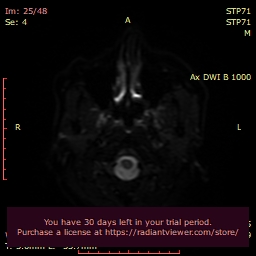 Im: 25/48
Se: 4
A
STP71
STP71
M
Ax DWI B 1000
R
L
You have 30 days left in your trial period.
Purchase a license at https://radiantviewer.com/store/